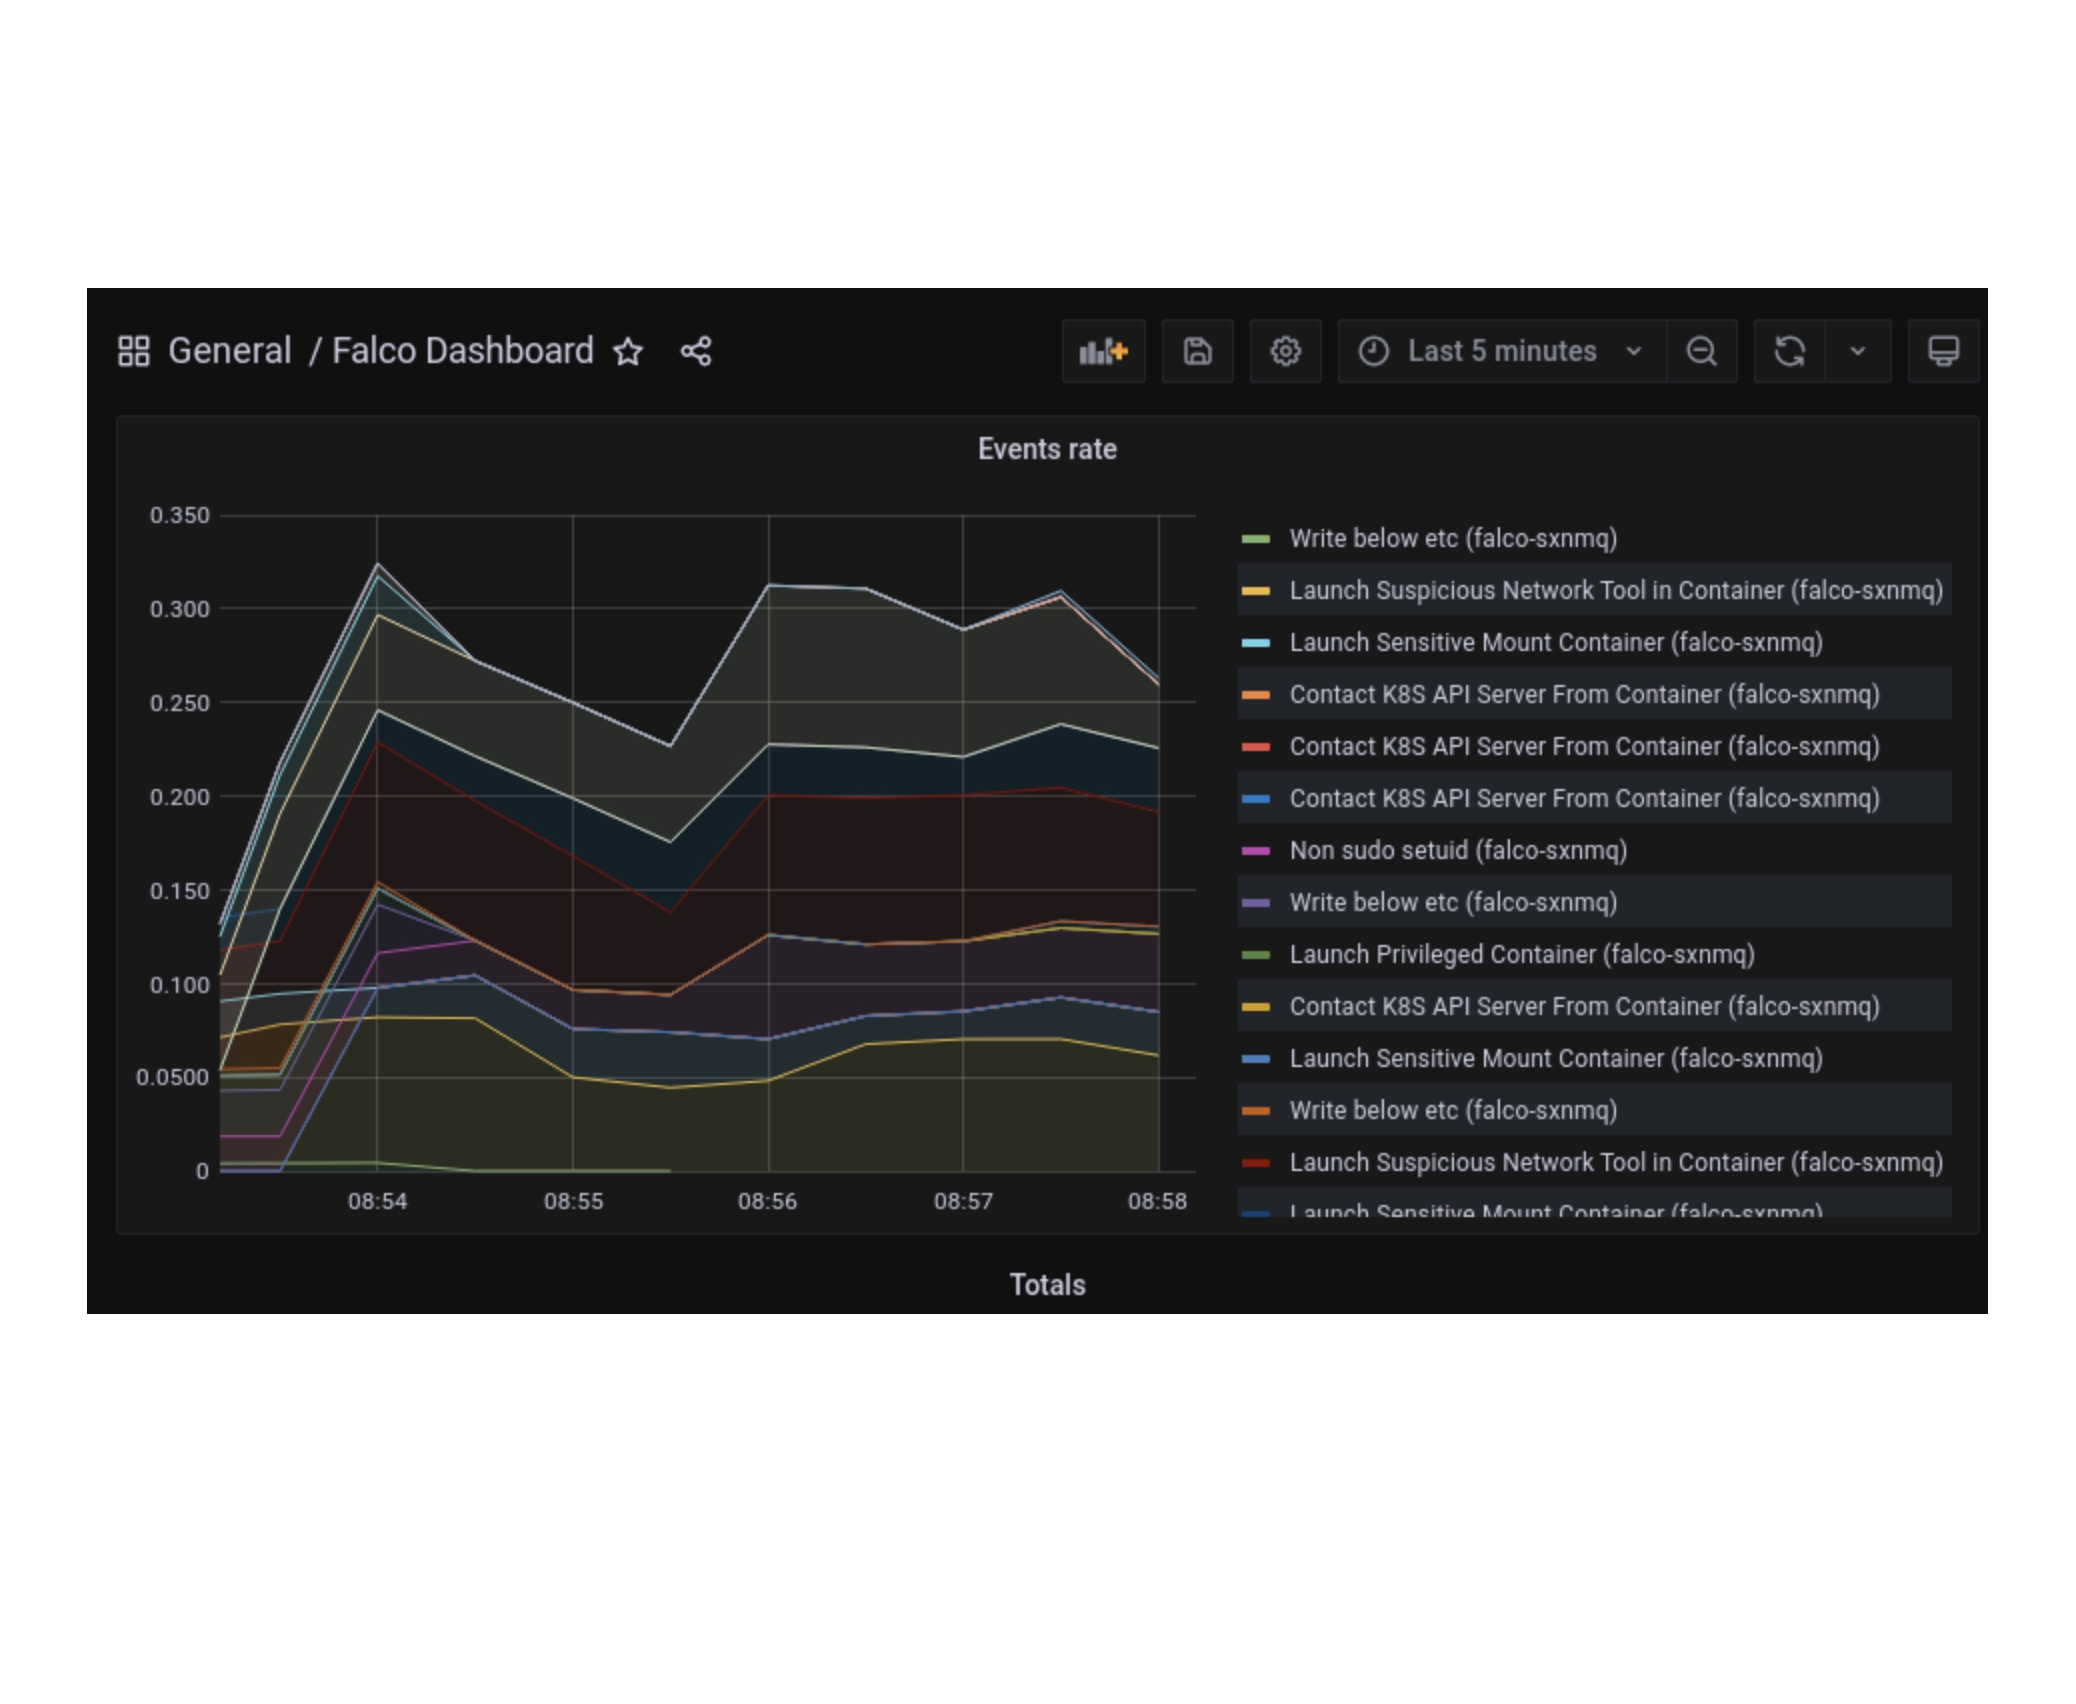 General / Falco Dashboard
Last 5 minutes
Events rate
0.350
0.300
0.250
0.200
0.150
0.100
0.0500
0
08:54 08:55 08:56 08:57 08:58
Write below etc (falco-sxnmq)
Launch Suspicious Network Tool in Container (falco-sxnmq)
Launch Sensitive Mount Container (falco-sxnmq)
Contact K8S API Server From Container (falco-sxnmq)
Contact K8S API Server From Container (falco-sxnmq)
Contact K8S API Server From Container (falco-sxnmq)
Non sudo setuid (falco-sxnmq)
Write below etc (falco-sxnmq)
Launch Privileged Container (falco-sxnmq)
Contact K8S API Server From Container (falco-sxnmq)
Launch Sensitive Mount Container (falco-sxnmq)
Write below etc (falco-sxnmq)
Launch Suspicious Network Tool in Container (falco-sxnmq)
Launch Sensitive Mount Container (falco-sxnmq)
Totals